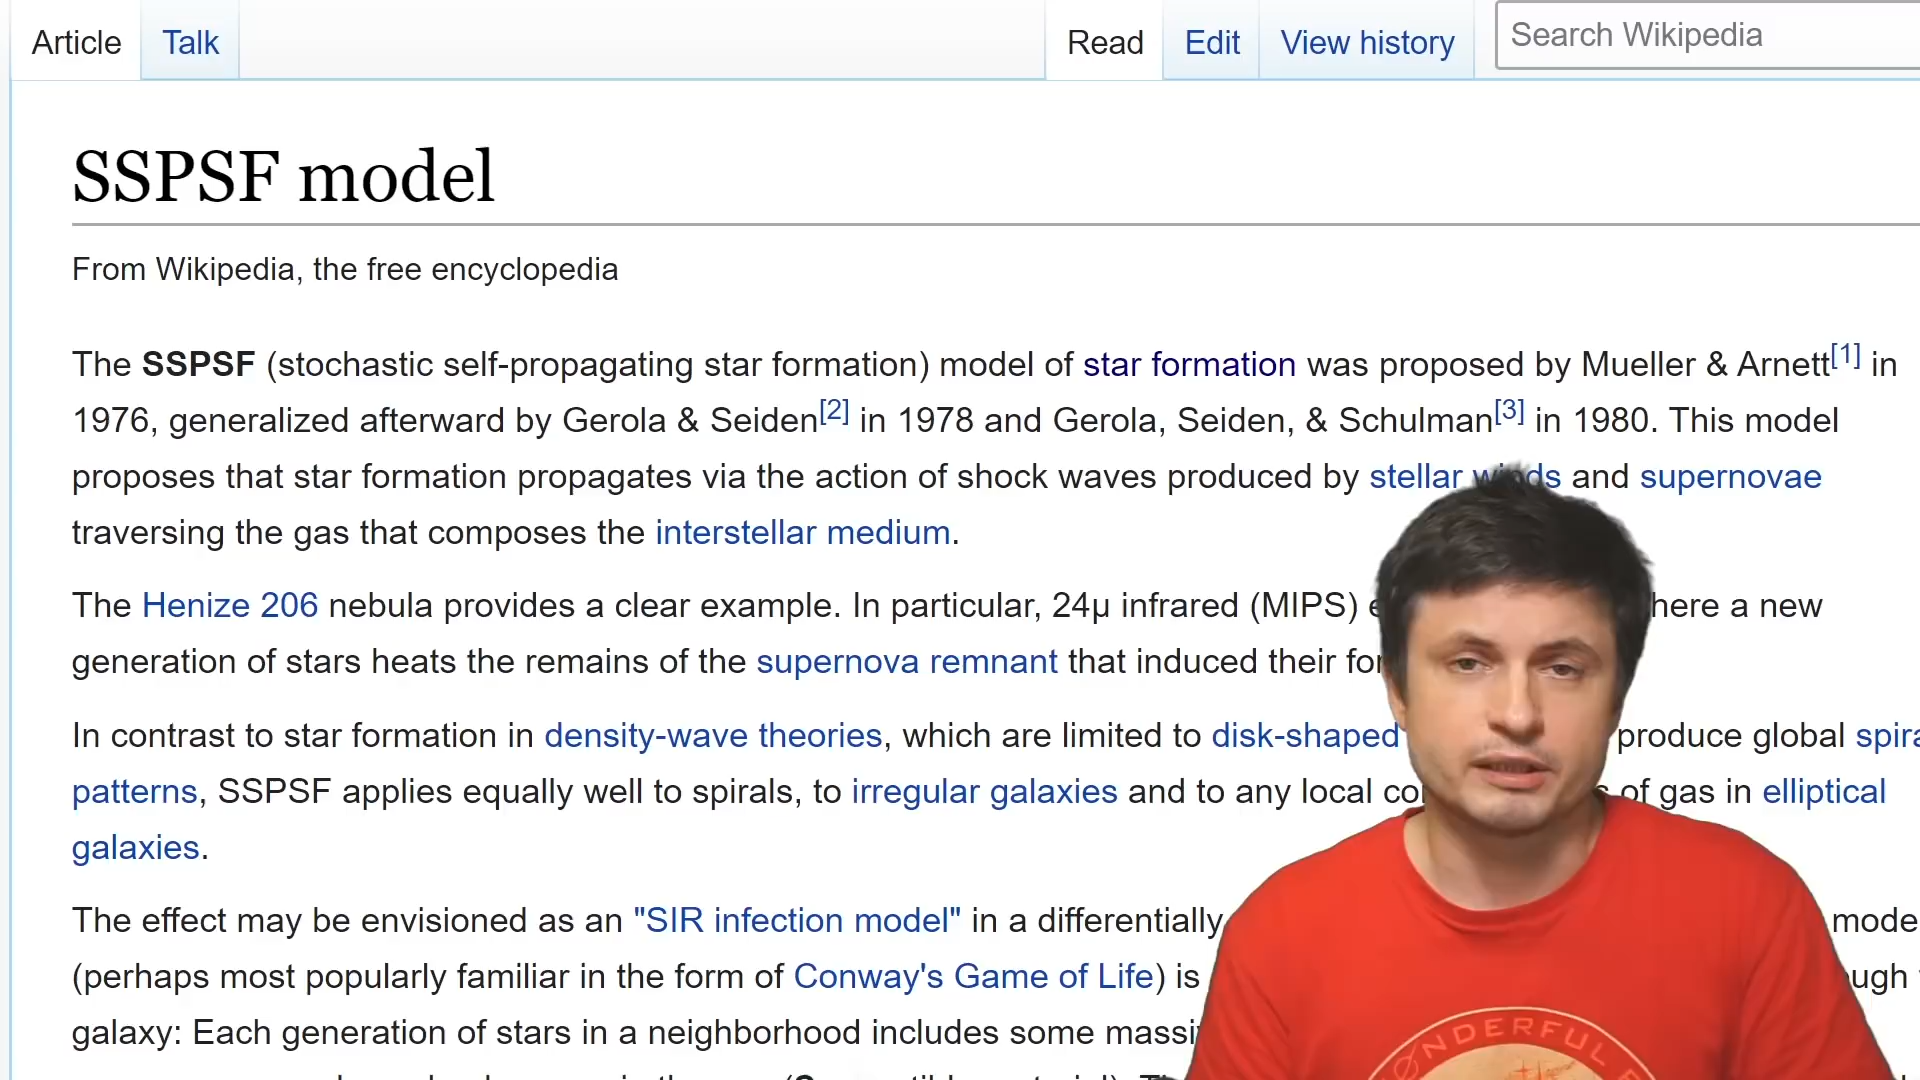 Article Talk Read Edit View history Search Wikipedia
SSPSF model
From Wikipedia, the free encyclopedia
The SSPSF (stochastic self-propagating star formation) model of star formation was proposed by Mueller & Arnett[1] in
1976, generalized afterward by Gerola & Seiden[2] in 1978 and Gerola, Seiden, & Schulman[3] in 1980. This model
proposes that star formation propagates via the action of shock waves produced by stellar winds and supernovae
traversing the gas that composes the interstellar medium.
The Henize 206 nebula provides a clear example. In particular, 24µ infrared (MIPS) here a new
generation of stars heats the remains of the supernova remnant that induced their
In contrast to star formation in density-wave theories, which are limited to disk-shaped produce global
patterns, SSPSF applies equally well to spirals, to irregular galaxies and to any local of gas in elliptical
galaxies.
The effect may be envisioned as an "SIR infection model" in a differentially
(perhaps most popularly familiar in the form of Conway's Game of Life) is
galaxy: Each generation of stars in a neighborhood includes some
WONDERFUL